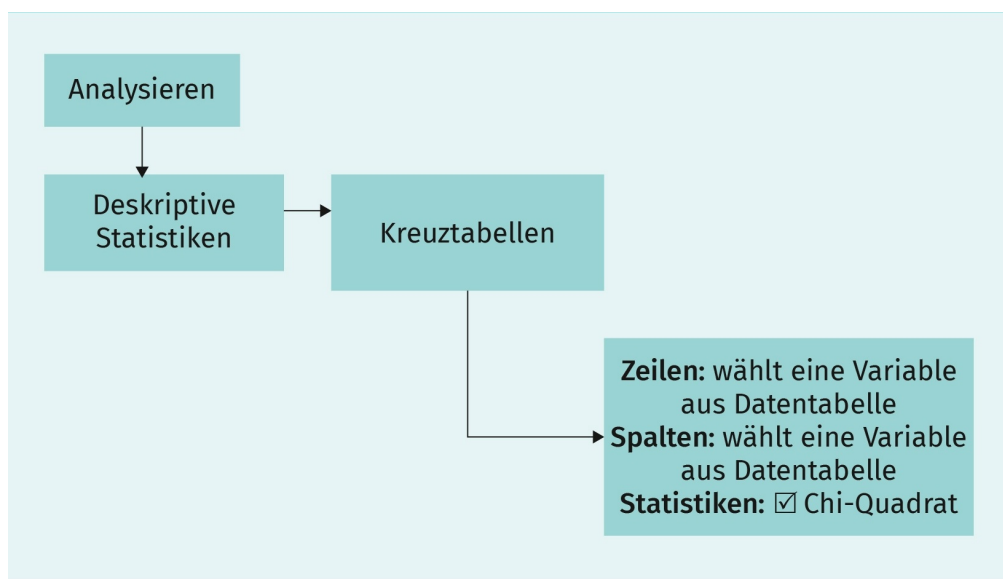 Analysieren
Deskriptive
Statistiken
Kreuztabellen
Zeilen: wählt eine Variable
aus Datentabelle
Spalten: wählt eine Variable
aus Datentabelle
Statistiken: ☑ Chi-Quadrat